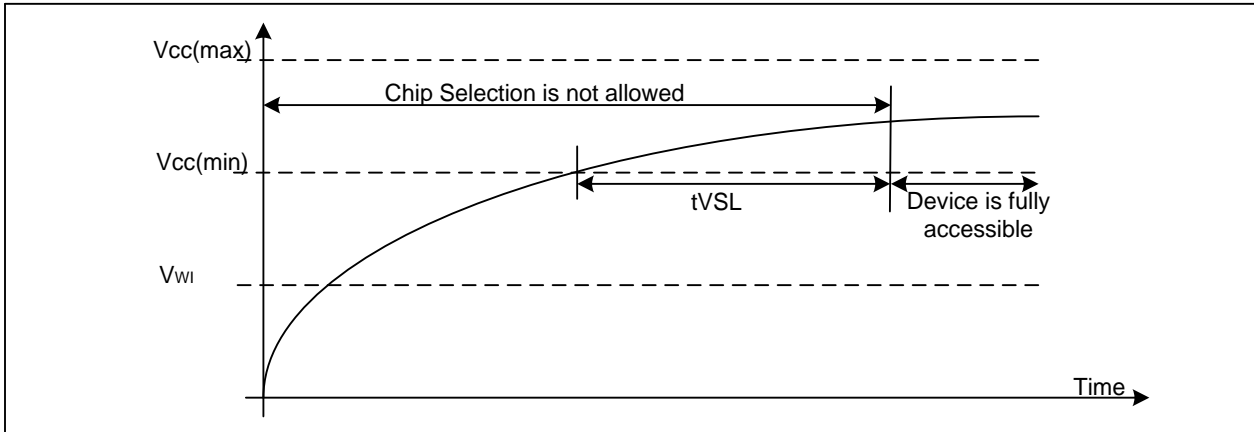 Vcc(max)
Chip Selection is not allowed
Vcc(min)
tVSL
Device is fully
accessible
VWI
Time